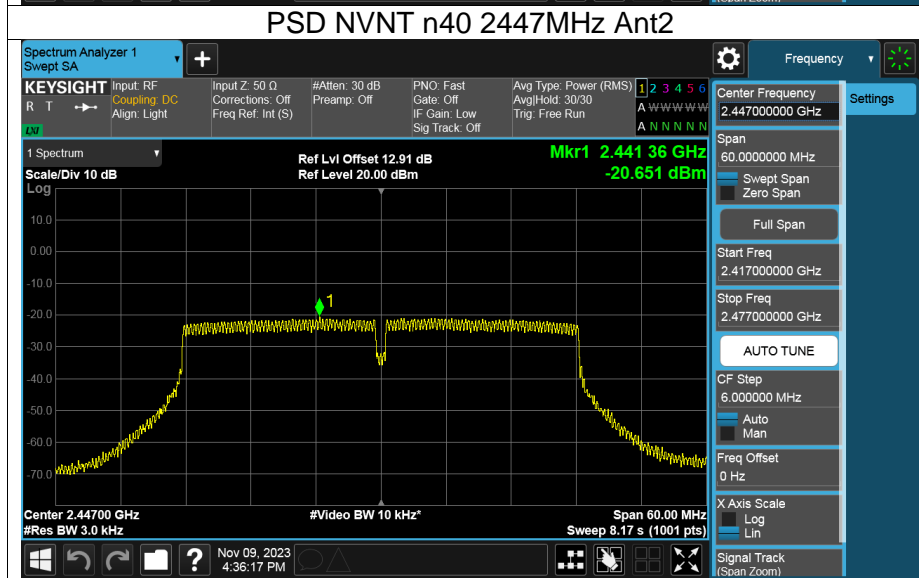 (Span Zoom)
PSD NVNT n40 2447MHz Ant2
Spectrum Analyzer 1
Swept SA
+
Frequency
KEYSIGHT
R T
LXI
Input: RF
Coupling: DC
Align: Light
Input Z: 50 Ω
Corrections: Off
Freq Ref: Int (S)
#Atten: 30 dB
Preamp: Off
PNO: Fast
Gate: Off
IF Gain: Low
Sig Track: Off
Avg Type: Power (RMS)
Avg|Hold: 30/30
Trig: Free Run
1 2 3 4 5 6
A W W W W W
A N N N N N
Center Frequency
2.447000000 GHz
Settings
1 Spectrum
Scale/Div 10 dB
Log
Ref Lvl Offset 12.91 dB
Ref Level 20.00 dBm
Mkr1 2.441 36 GHz
-20.651 dBm
Span
60.0000000 MHz
Swept Span
Zero Span
Full Span
Start Freq
2.417000000 GHz
Stop Freq
2.477000000 GHz
AUTO TUNE
CF Step
6.000000 MHz
Auto
Man
Freq Offset
0 Hz
X Axis Scale
Log
Lin
Signal Track
(Span Zoom)
10.0
0.00
-10.0
-20.0
-30.0
-40.0
-50.0
-60.0
-70.0
1
Center 2.44700 GHz
#Res BW 3.0 kHz
#Video BW 10 kHz*
Span 60.00 MHz
Sweep 8.17 s (1001 pts)
?
Nov 09, 2023
4:36:17 PM